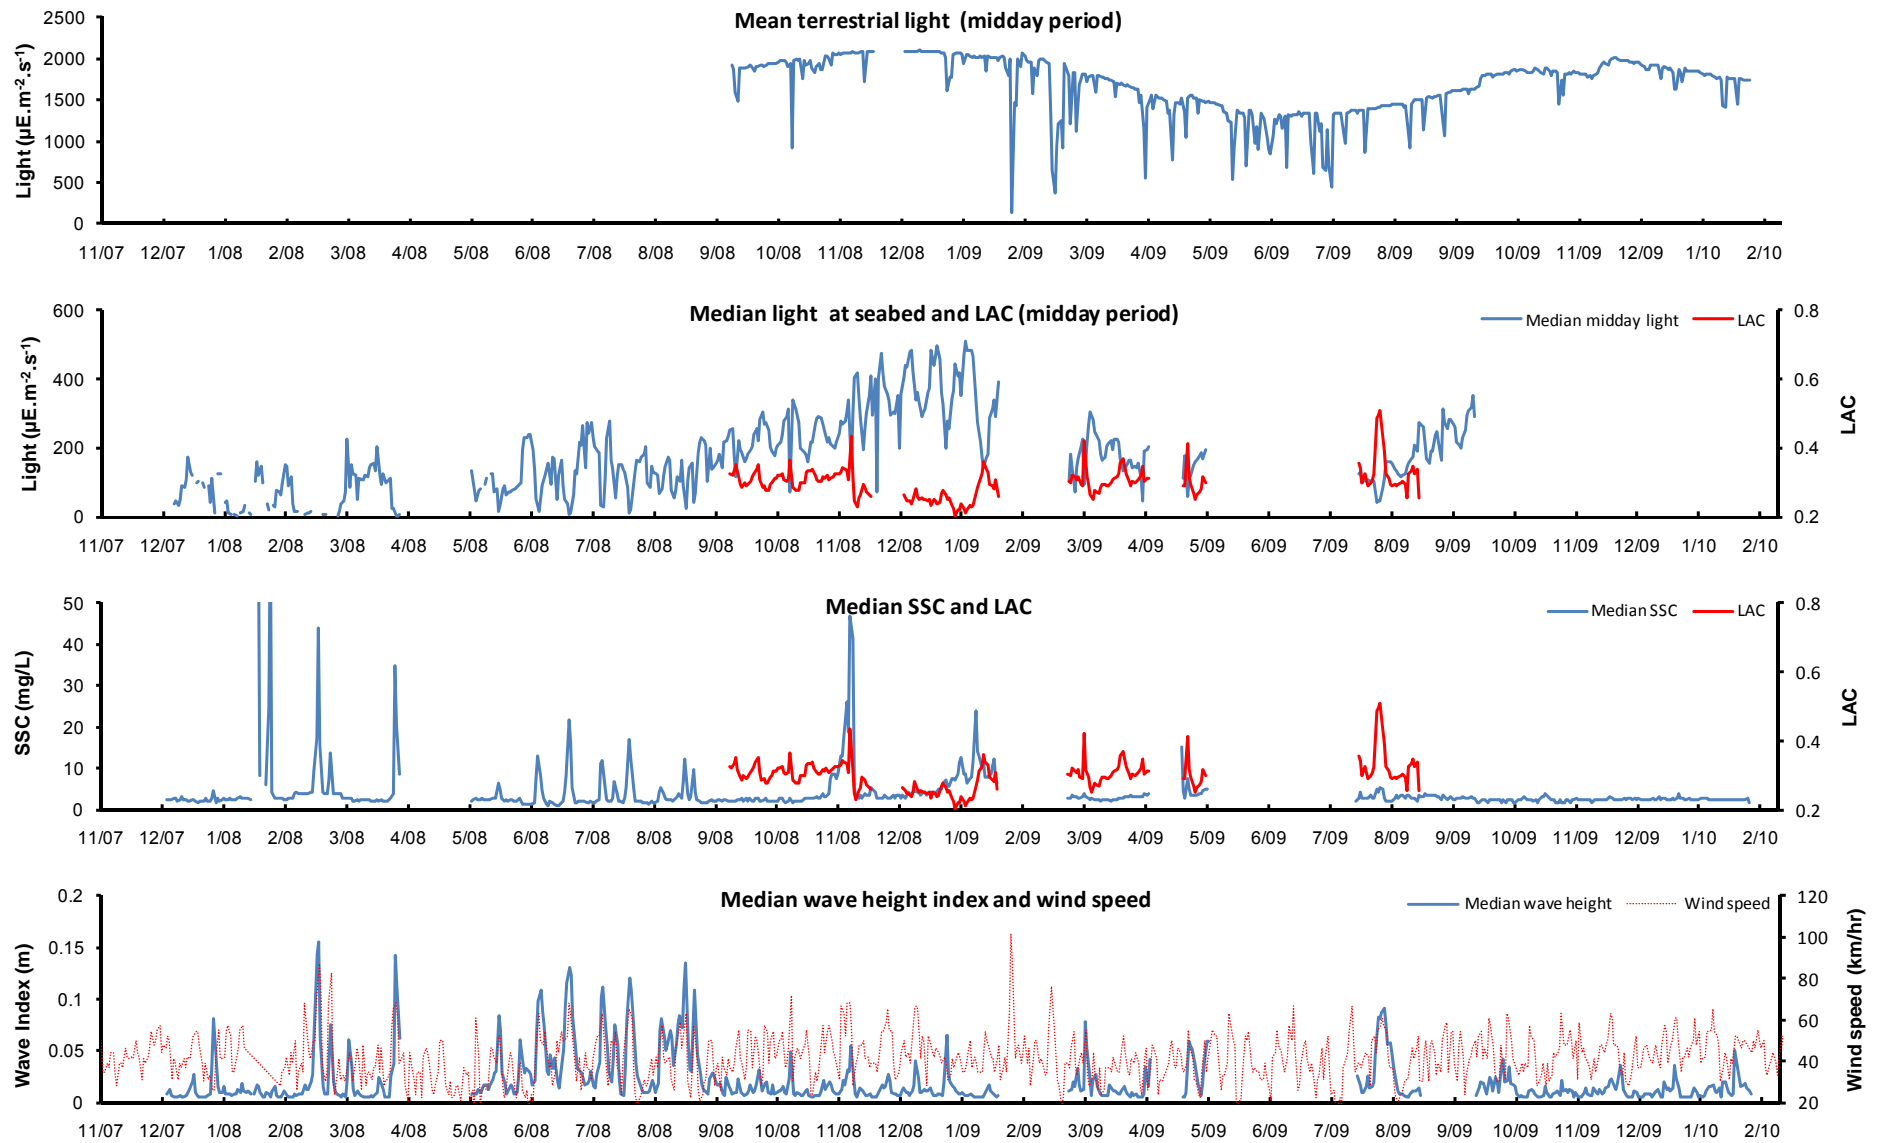 Mean terrestrial light (midday period)
Light (µE.m-2.s-1)
2500
2000
1500
1000
500
0
11/07 12/07 1/08 2/08 3/08 4/08 5/08 6/08 7/08 8/08 9/08 10/08 11/08 12/08 1/09 2/09 3/09 4/09 5/09 6/09 7/09 8/09 9/09 10/09 11/09 12/09 1/10 2/10
Median light at seabed and LAC (midday period)
Median midday light LAC
Light (µE.m-2.s-1)
600
400
200
0
LAC
0.8
0.6
0.4
0.2
11/07 12/07 1/08 2/08 3/08 4/08 5/08 6/08 7/08 8/08 9/08 10/08 11/08 12/08 1/09 2/09 3/09 4/09 5/09 6/09 7/09 8/09 9/09 10/09 11/09 12/09 1/10 2/10
Median SSC and LAC
Median SSC LAC
SSC (mg/L)
50
40
30
20
10
0
LAC
0.8
0.6
0.4
0.2
11/07 12/07 1/08 2/08 3/08 4/08 5/08 6/08 7/08 8/08 9/08 10/08 11/08 12/08 1/09 2/09 3/09 4/09 5/09 6/09 7/09 8/09 9/09 10/09 11/09 12/09 1/10 2/10
Median wave height index and wind speed
Median wave height Wind speed
Wave Index (m)
0.2
0.15
0.1
0.05
0
Wind speed (km/hr)
120
100
80
60
40
20
11/07 12/07 1/08 2/08 3/08 4/08 5/08 6/08 7/08 8/08 9/08 10/08 11/08 12/08 1/09 2/09 3/09 4/09 5/09 6/09 7/09 8/09 9/09 10/09 11/09 12/09 1/10 2/10